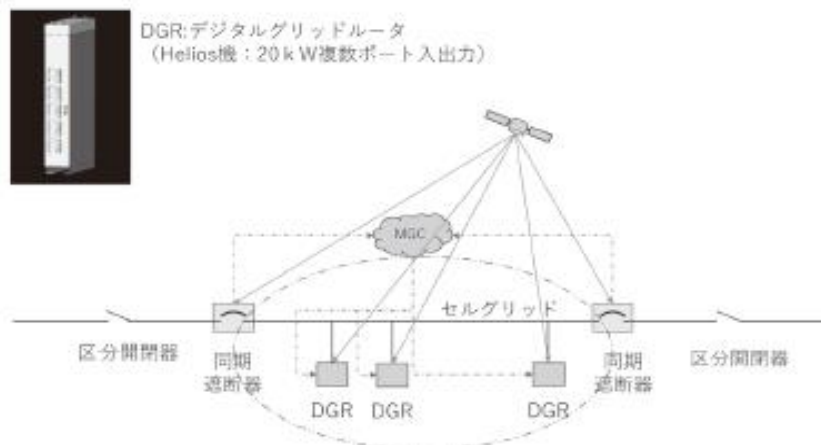 DGR:デジタルグリッドルータ
（Helios機：20ｋW複数ポート入出力）
MGC
セルグリッド
区分開閉器
同期
遮断器
同期
遮断器
区分開閉器
DGR
DGR
DGR